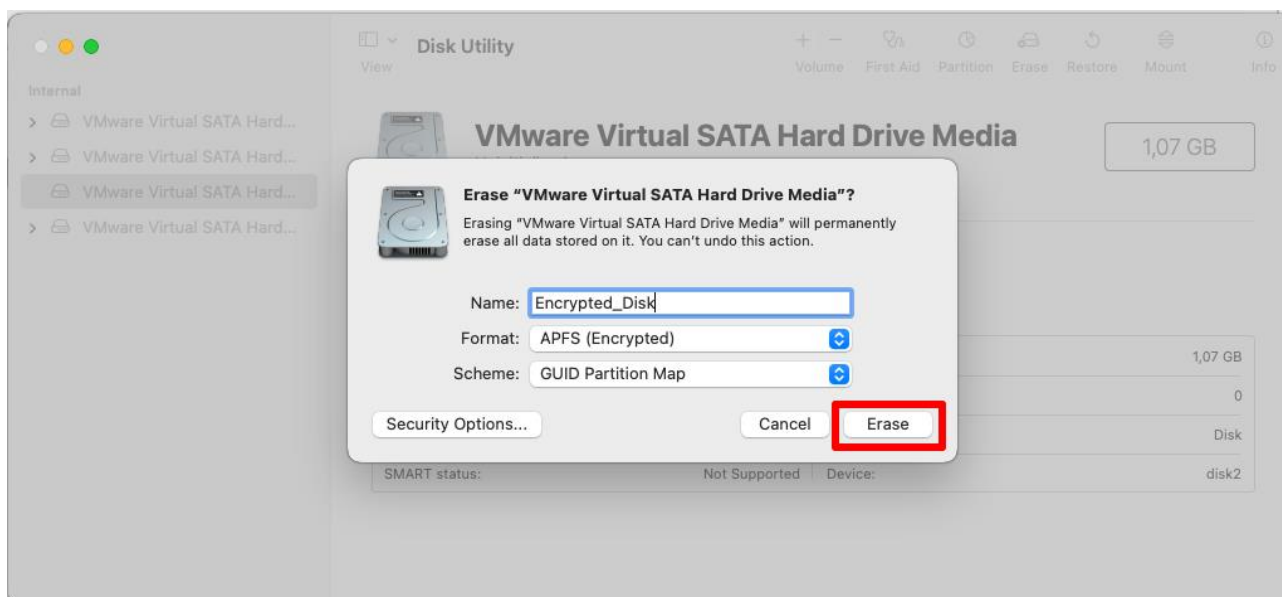 Disk Utility
View
Volume First Aid Partition Erase Restore Mount Info
Internal
VMware Virtual SATA Hard...
VMware Virtual SATA Hard...
VMware Virtual SATA Hard...
VMware Virtual SATA Hard...
VMware Virtual SATA Hard Drive Media
1,07 GB
Erase “VMware Virtual SATA Hard Drive Media”?
Erasing “VMware Virtual SATA Hard Drive Media” will permanently
erase all data stored on it. You can’t undo this action.
Name: Encrypted_Disk
Format: APFS (Encrypted)
Scheme: GUID Partition Map
Security Options... Cancel Erase
1,07 GB
0
Disk
SMART status: Not Supported Device: disk2